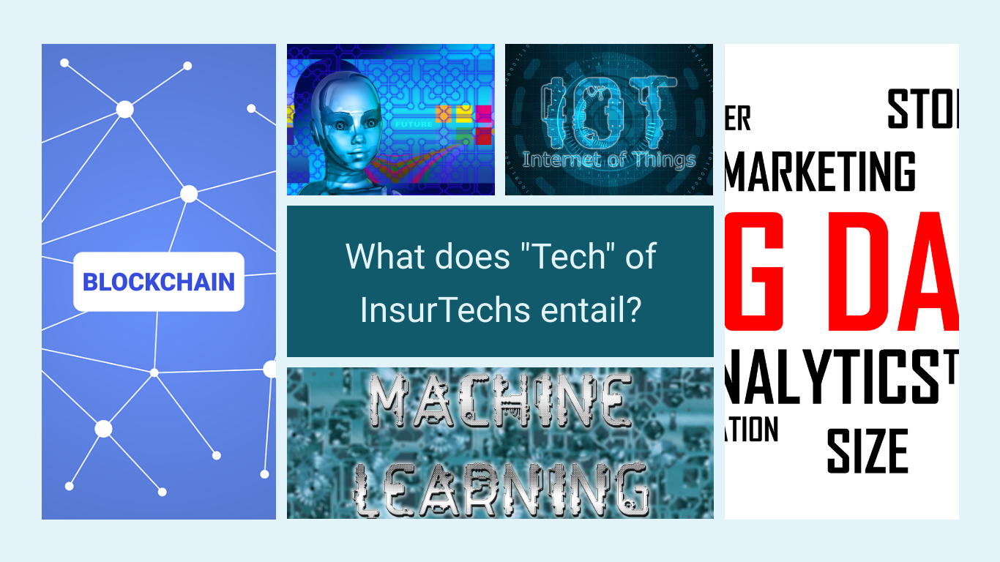 BLOCKCHAIN
FUTURE
IOT
Internet of Things
What does "Tech" of
InsurTechs entail?
MACHINE
LEARNING
ER
STO
MARKETING
G DA
NALYTICS
ATION
SIZE